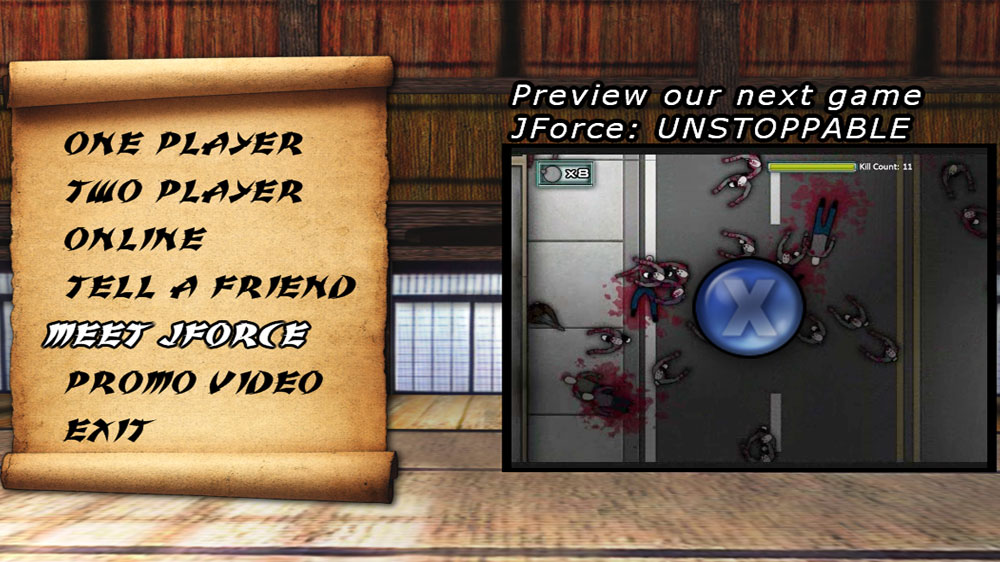 ONE PLAYER
TWO PLAYER
ONLINE
TELL A FRIEND
MEET JFORCE
PROMO VIDEO
EXIT
Preview our next game
JForce: UNSTOPPABLE
x8
Kill Count: 11
X